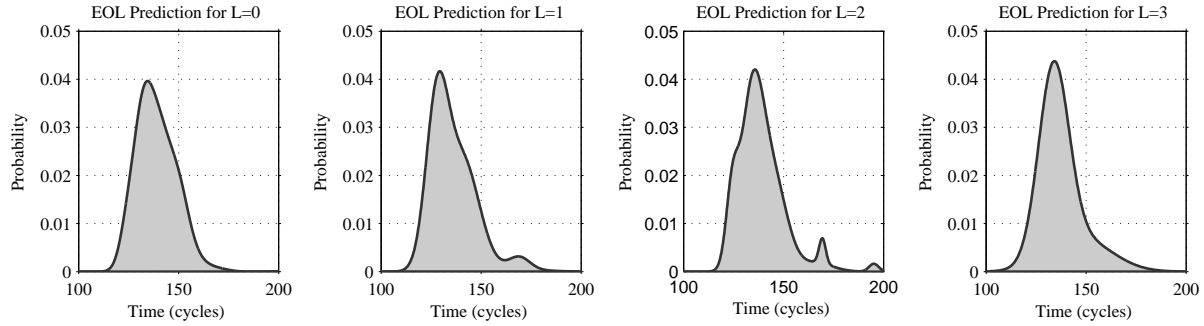 EOL Prediction for L=0
0.05
0.04
0.03
0.02
0.01
0
Probability
100 150 200
Time (cycles)
EOL Prediction for L=1
0.05
0.04
0.03
0.02
0.01
0
Probability
100 150 200
Time (cycles)
EOL Prediction for L=2
0.05
0.04
0.03
0.02
0.01
0
Probability
100 150 200
Time (cycles)
EOL Prediction for L=3
0.05
0.04
0.03
0.02
0.01
0
Probability
100 150 200
Time (cycles)